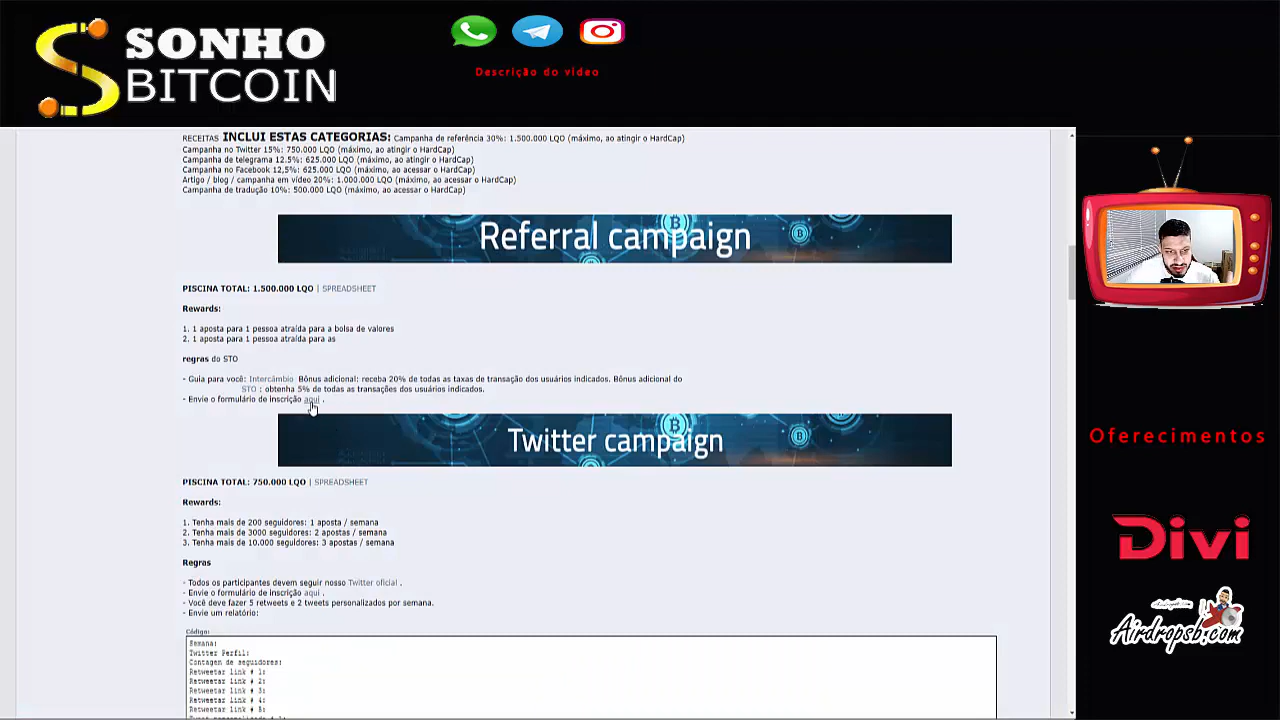 SONHO
BITCOIN
Descrição do vídeo
RECEITAS INCLUI ESTAS CATEGORIAS: Campanha de referência 30%: 1.500.000 LQO (máximo, ao atingir o HardCap)
Campanha no Twitter 15%: 750.000 LQO (máximo, ao atingir o HardCap)
Campanha de telegrama 12.5%: 625.000 LQO (máximo, ao atingir o HardCap)
Campanha no Facebook 12,5%: 625.000 LQO (máximo, ao acessar o HardCap)
Artigo / blog / campanha em vídeo 20%: 1.000.000 LQO (máximo, ao acessar o HardCap)
Campanha de tradução 10%: 500.000 LQO (máximo, ao acessar o HardCap)
Referral campaign
PISCINA TOTAL: 1.500.000 LQO | SPREADSHEET
Rewards:
1. 1 aposta para 1 pessoa atraída para a bolsa de valores
2. 1 aposta para 1 pessoa atraída para as
regras do STO
- Guia para você: Intercâmbio Bônus adicional: receba 20% de todas as taxas de transação dos usuários indicados. Bônus adicional do
STO : obtenha 5% de todas as transações dos usuários indicados.
- Envie o formulário de inscrição aqui .
Twitter campaign
PISCINA TOTAL: 750.000 LQO | SPREADSHEET
Rewards:
1. Tenha mais de 200 seguidores: 1 aposta / semana
2. Tenha mais de 3000 seguidores: 2 apostas / semana
3. Tenha mais de 10.000 seguidores: 3 apostas / semana
Regras
- Todos os participantes devem seguir nosso Twitter oficial .
- Envie o formulário de inscrição aqui .
- Você deve fazer 5 retweets e 2 tweets personalizados por semana.
- Envie um relatório:
Código:
Semana:
Twitter Perfil:
Contagem de seguidores:
Retweetar link # 1:
Retweetar link # 2:
Retweetar link # 3:
Retweetar link # 4:
Retweetar link # 5:
Oferecimentos
Divi
Airdropsb.com